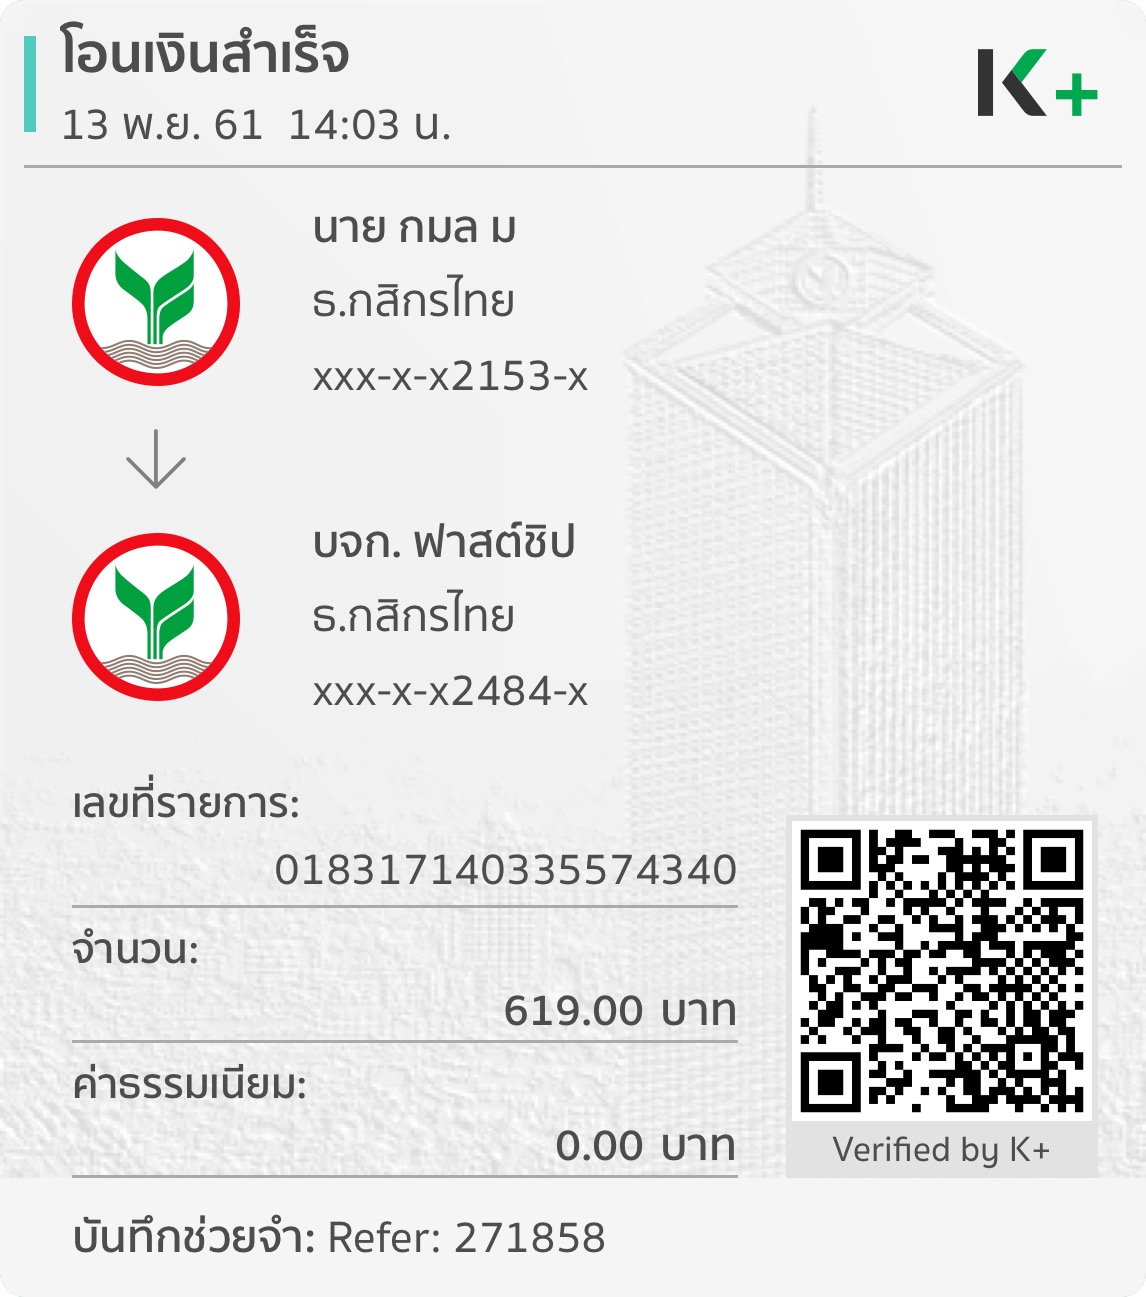 โอนเงินสำเร็จ
13 พ.ย. 61 14:03 น.
K+
นาย กมล ม
ธ.กสิกรไทย
xxx-x-x2153-x
บจก. ฟาสต์ชิป
ธ.กสิกรไทย
xxx-x-x2484-x
เลขที่รายการ:
018317140335574340
จำนวน:
619.00 บาท
ค่าธรรมเนียม:
0.00 บาท
Verified by K+
บันทึกช่วยจำ: Refer: 271858